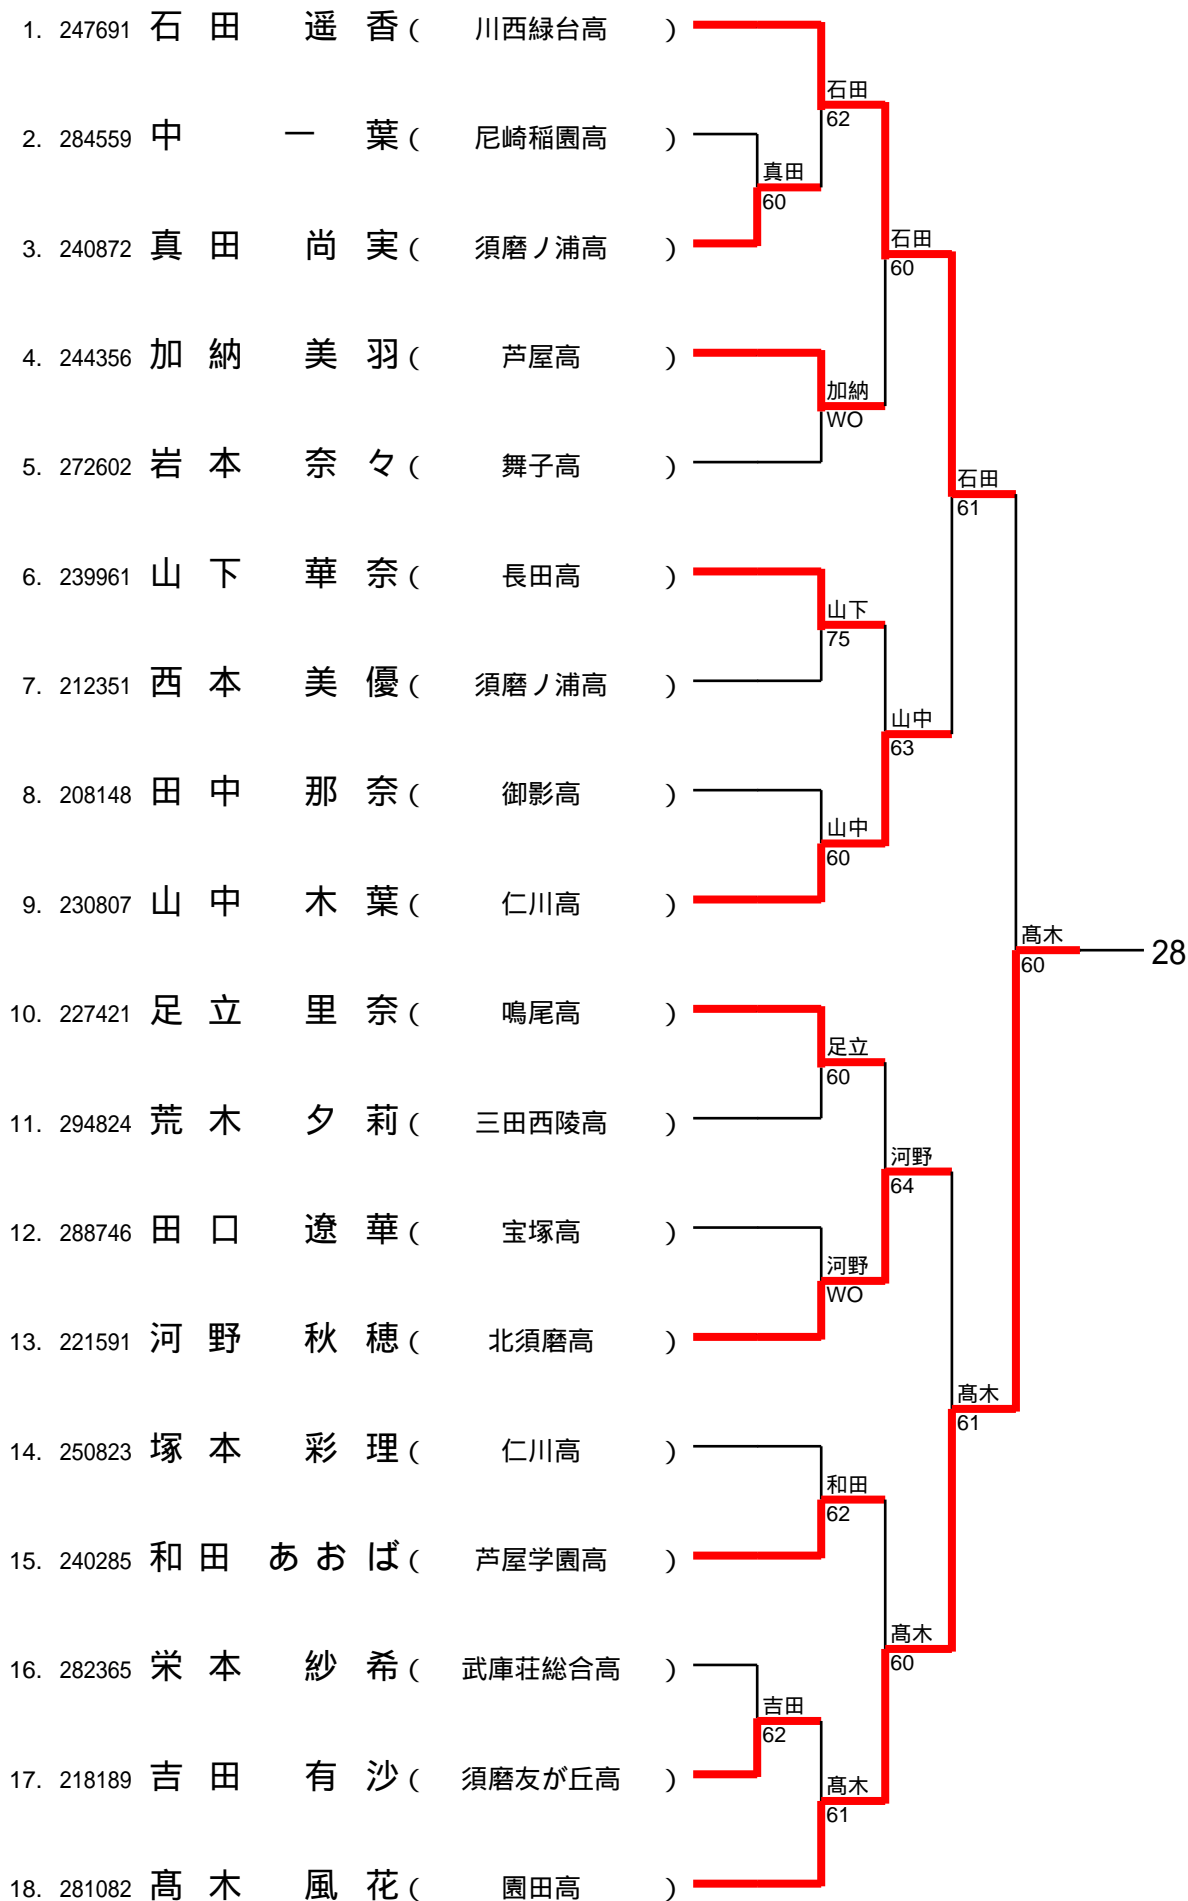 1. 247691 石田 遥香 ( 川西緑台高 )
石田
62
2. 284559 中 一葉 ( 尼崎稲園高 )
真田
60
3. 240872 真田 尚実 ( 須磨ノ浦高 )
石田
60
4. 244356 加納 美羽 ( 芦屋高 )
加納
WO
5. 272602 岩本 奈々 ( 舞子高 )
石田
61
6. 239961 山下 華奈 ( 長田高 )
山下
75
7. 212351 西本 美優 ( 須磨ノ浦高 )
山中
63
8. 208148 田中 那奈 ( 御影高 )
山中
60
9. 230807 山中 木葉 ( 仁川高 )
髙木
60
28
10. 227421 足立 里奈 ( 鳴尾高 )
足立
60
11. 294824 荒木 夕莉 ( 三田西陵高 )
河野
64
12. 288746 田口 遼華 ( 宝塚高 )
河野
WO
13. 221591 河野 秋穂 ( 北須磨高 )
髙木
61
14. 250823 塚本 彩理 ( 仁川高 )
和田
62
15. 240285 和田 あおば ( 芦屋学園高 )
髙木
60
16. 282365 栄本 紗希 ( 武庫荘総合高 )
吉田
62
17. 218189 吉田 有沙 ( 須磨友が丘高 )
髙木
61
18. 281082 髙木 風花 ( 園田高 )